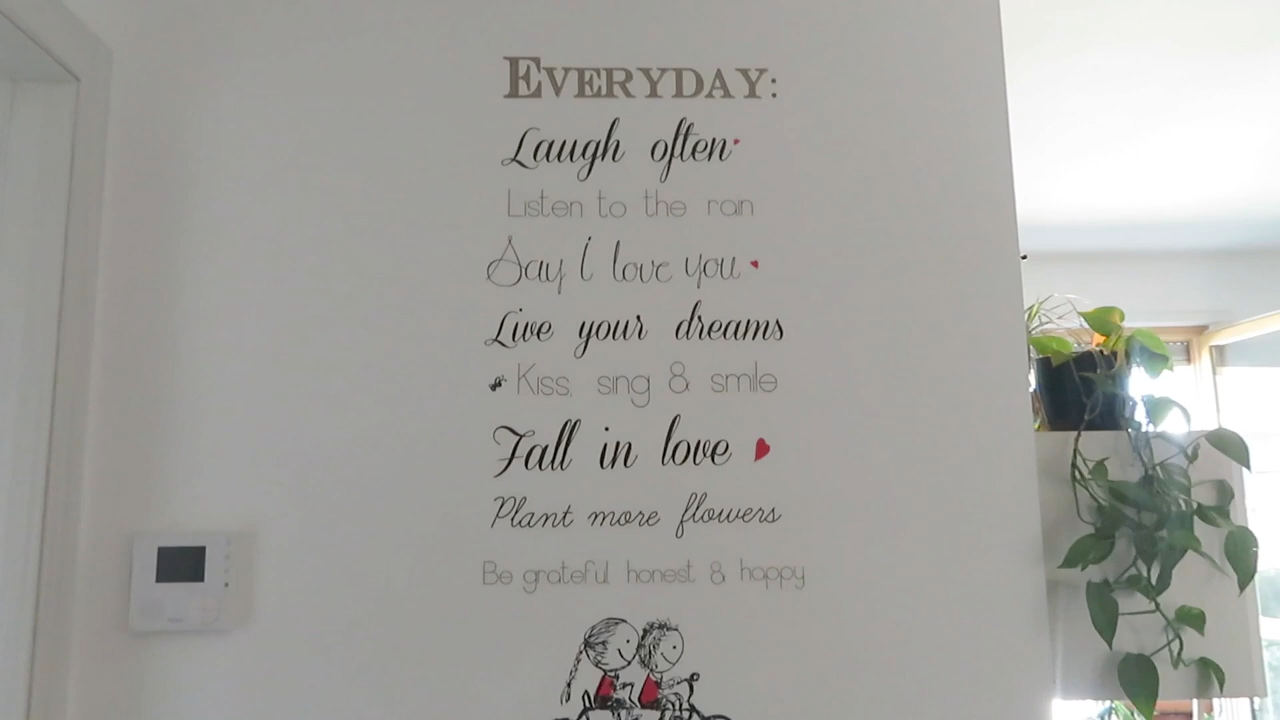 EVERYDAY:
Laugh often
Listen to the rain
Say I love you
Live your dreams
Kiss, sing & smile
Fall in love
Plant more flowers
Be grateful honest & happy